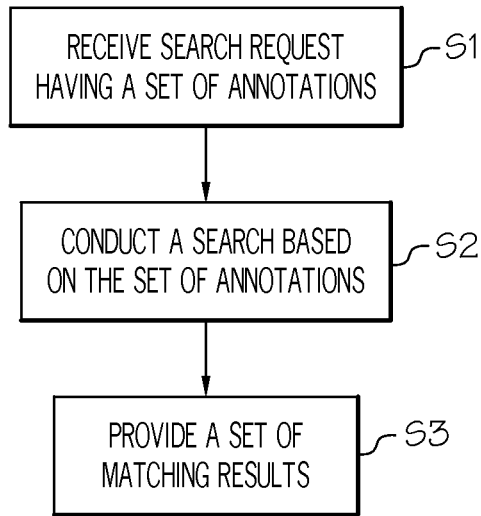 RECEIVE SEARCH REQUEST
HAVING A SET OF ANNOTATIONS
S1
CONDUCT A SEARCH BASED
ON THE SET OF ANNOTATIONS
S2
PROVIDE A SET OF
MATCHING RESULTS
S3